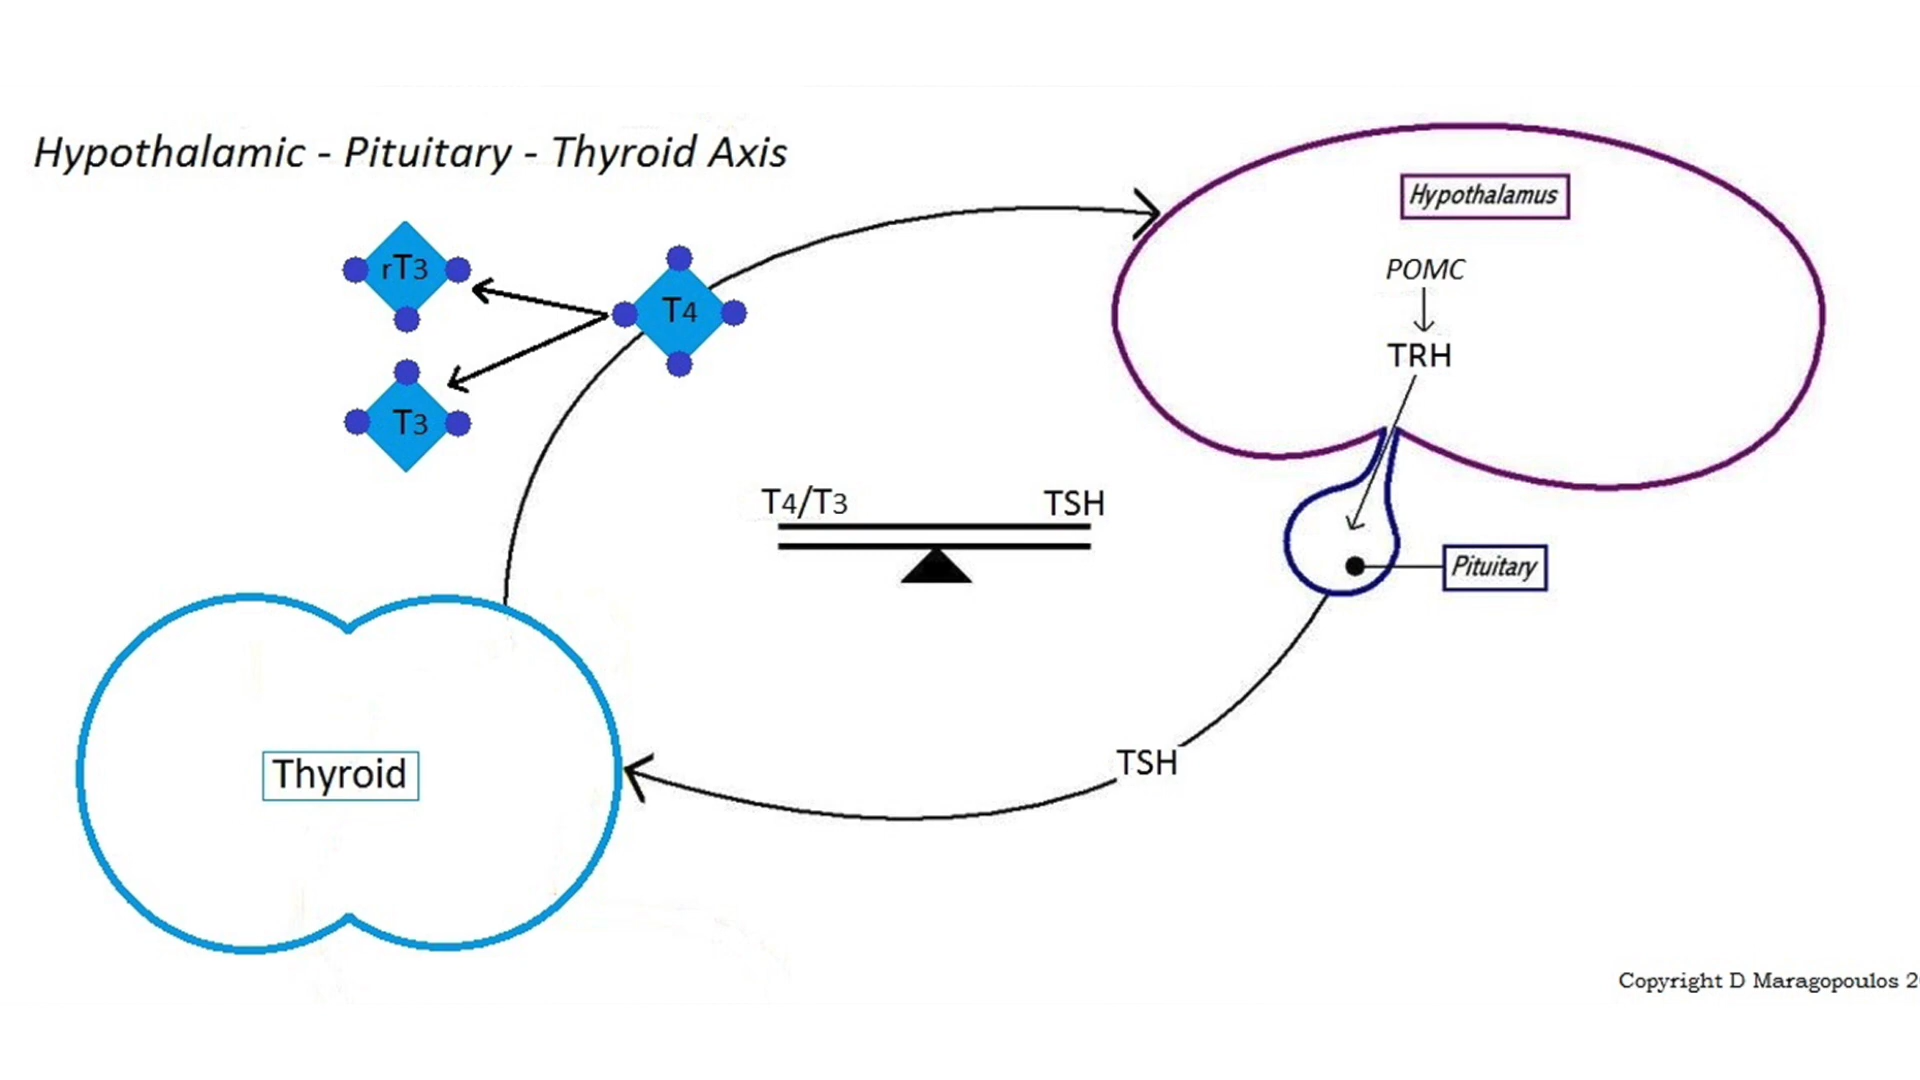 Hypothalamic - Pituitary - Thyroid Axis
Hypothalamus
rT3
T4
POMC
TRH
T3
T4/T3
TSH
Pituitary
TSH
Thyroid
Copyright D Maragopoulos